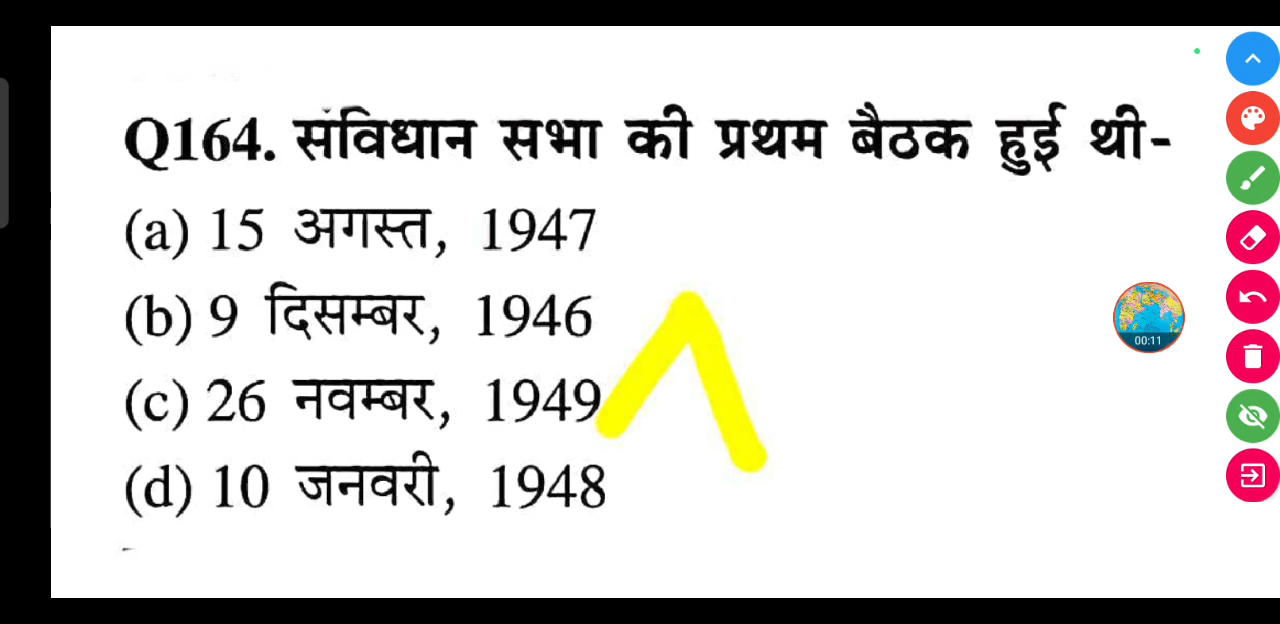 Q164. संविधान सभा की प्रथम बैठक हुई थी-
(a) 15 अगस्त, 1947
(b) 9 दिसम्बर, 1946
(c) 26 नवम्बर, 1949
(d) 10 जनवरी, 1948
00:11